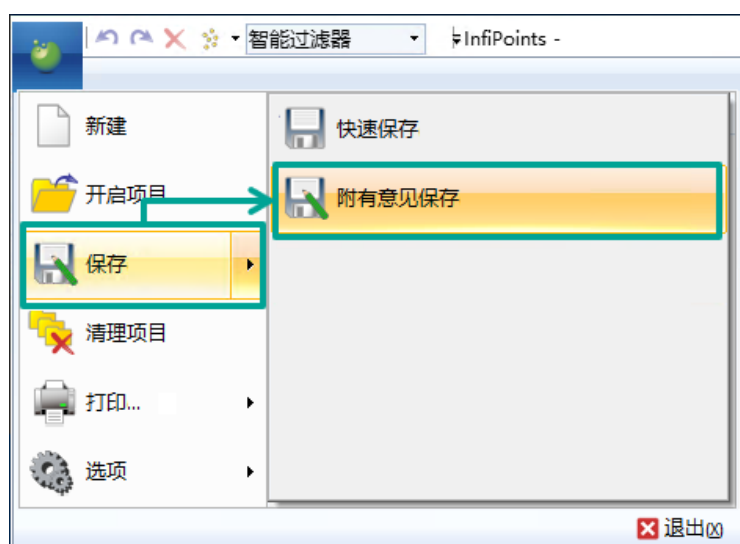 智能过滤器
InfiPoints -
新建
快速保存
开启项目
附有意见保存
保存
清理项目
打印...
选项
退出(X)